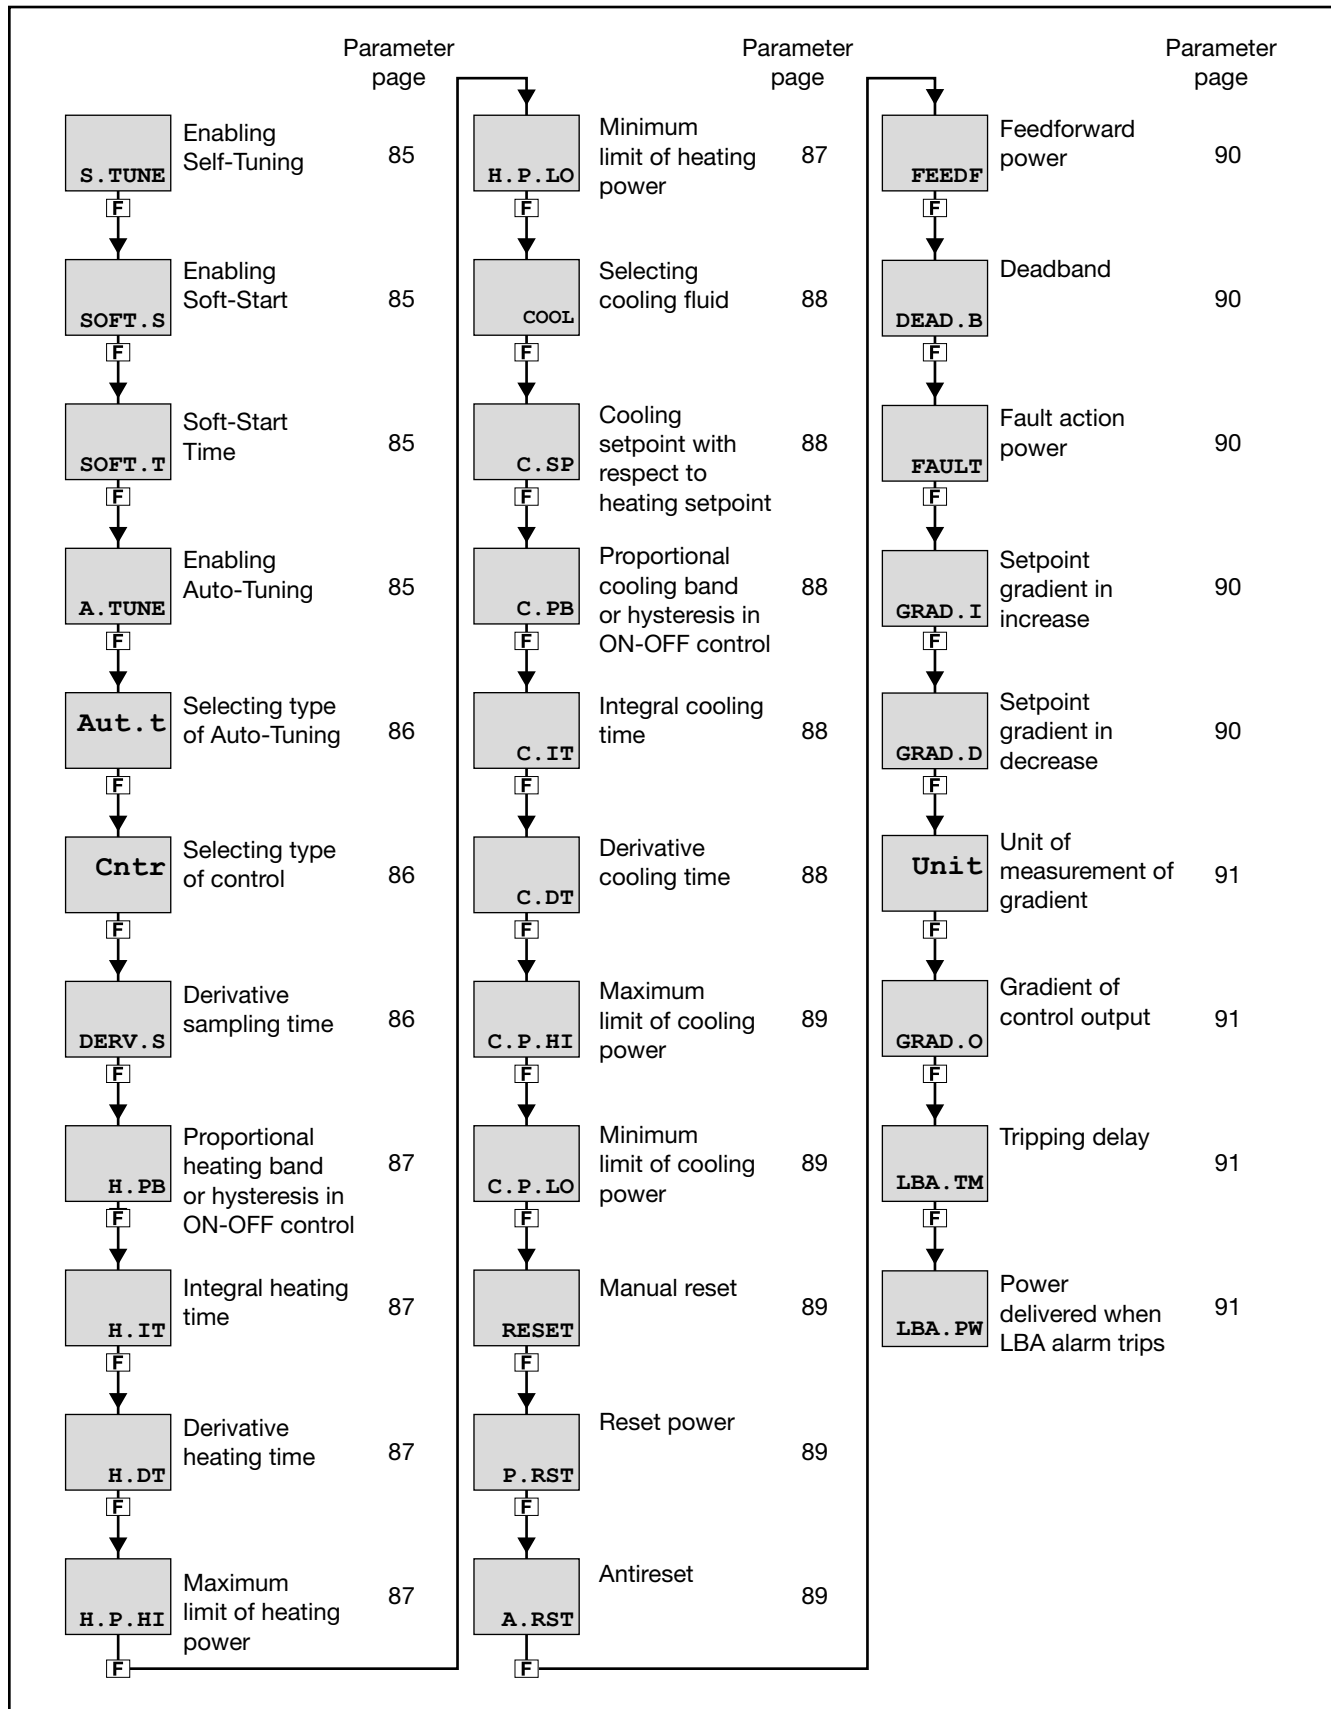 Parameter
page
Enabling
Self-Tuning
85
S.TUNE
F
Enabling
Soft-Start
85
SOFT.S
F
Soft-Start
Time
85
SOFT.T
F
Enabling
Auto-Tuning
85
A.TUNE
F
Selecting type
of Auto-Tuning
86
Aut.t
F
Selecting type
of control
86
Cntr
F
Derivative
sampling time
86
DERV.S
F
Proportional
heating band
or hysteresis in
ON-OFF control
87
H.PB
F
Integral heating
time
87
H.IT
F
Derivative
heating time
87
H.DT
F
Maximum
limit of heating
power
87
H.P.HI
F
Parameter
page
Minimum
limit of heating
power
87
H.P.LO
F
Selecting
cooling fluid
88
COOL
F
Cooling
setpoint with
respect to
heating setpoint
88
C.SP
F
Proportional
cooling band
or hysteresis in
ON-OFF control
88
C.PB
F
Integral cooling
time
88
C.IT
F
Derivative
cooling time
88
C.DT
F
Maximum
limit of cooling
power
89
C.P.HI
F
Minimum
limit of cooling
power
89
C.P.LO
F
Manual reset
89
RESET
F
Reset power
89
P.RST
F
Antireset
89
A.RST
F
Parameter
page
Feedforward
power
90
FEEDF
F
Deadband
90
DEAD.B
F
Fault action
power
90
FAULT
F
Setpoint
gradient in
increase
90
GRAD.I
F
Setpoint
gradient in
decrease
90
GRAD.D
F
Unit of
measurement of
gradient
91
Unit
F
Gradient of
control output
91
GRAD.O
F
Tripping delay
91
LBA.TM
F
Power
delivered when
LBA alarm trips
91
LBA.PW